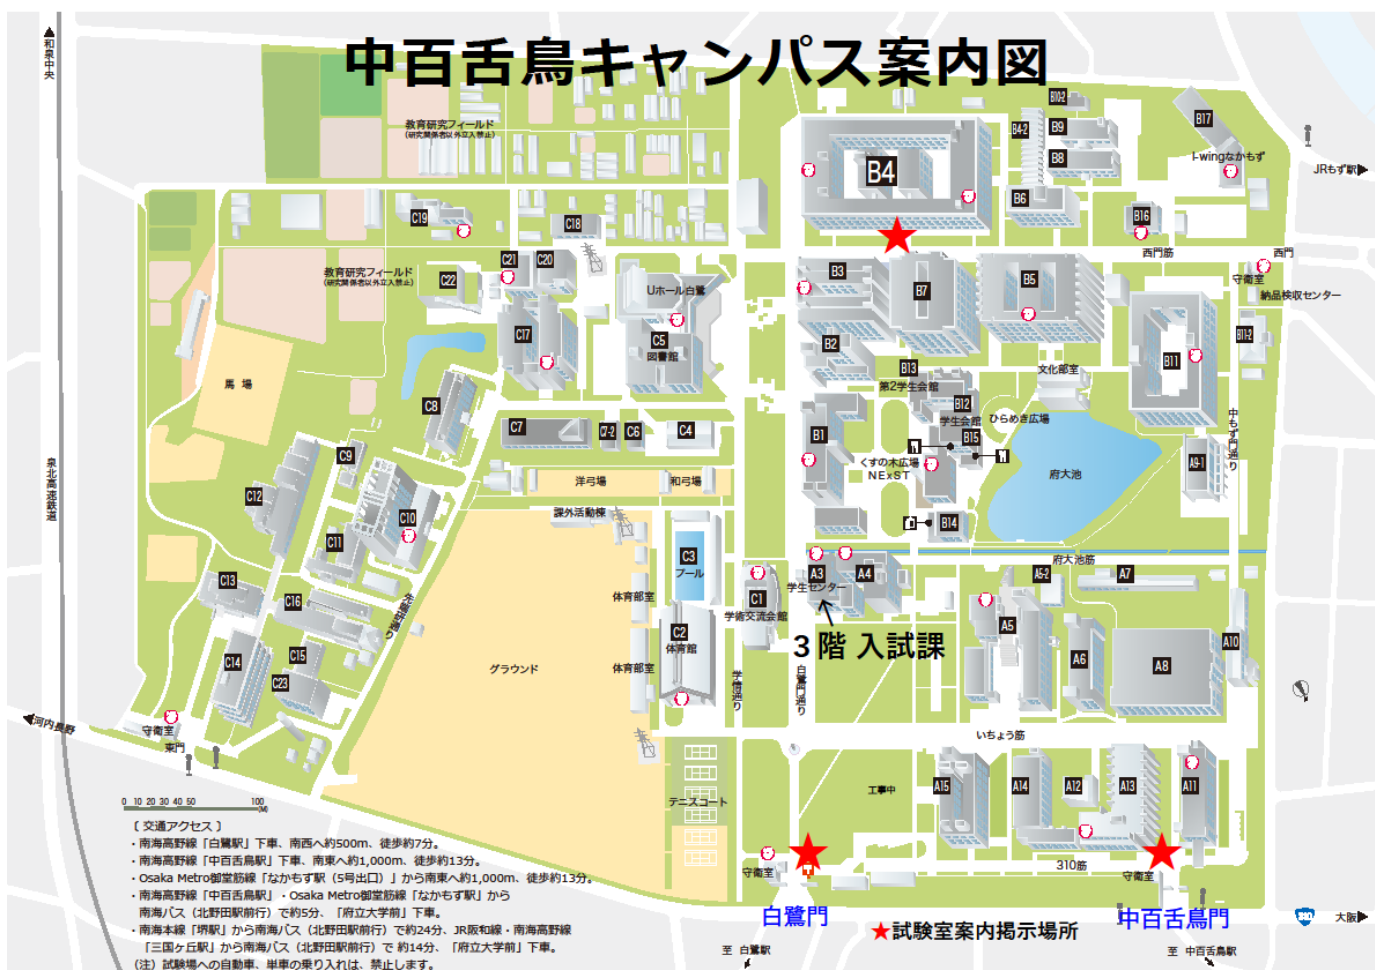 中百舌鳥キャンパス案内図
和泉中央
教育研究フィールド
(研究関係者以外立入禁止)
B10-2
B17
B4-2
B9
B8
I-wingなかもず
JRもず駅
B4
B6
B16
C19
C18
西門筋
西門
守衛室
納品検収センター
C21
C20
教育研究フィールド
(研究関係者以外立入禁止)
C22
Uホール白鷺
B3
B7
B5
C17
C5
図書館
B2
B11
B11-2
馬場
B13
第2学生会館
文化部室
C8
B12
学生会館
ひらめき広場
中もず門通り
C7
C7-2
C6
C4
B1
B15
くすの木広場
NExST
府大池
A9-1
C9
泉北高速鉄道
C12
洋弓場
和弓場
C10
課外活動棟
B14
C11
C3
プール
府大池筋
C13
A3
学生センター
A4
A5-2
A7
C16
体育部室
C1
学術交流会館
A5
3階 入試課
C2
体育館
A6
A8
A10
C14
C15
C23
グラウンド
体育部室
学情通り
白鷺門通り
河内長野
守衛室
東門
いちょう筋
0 10 20 30 40 50 100
(M)
テニスコート
工事中
A15
A14
A12
A13
A11
〔 交通アクセス 〕
・南海高野線「白鷺駅」下車、南西へ約500m、徒歩約7分。
・南海高野線「中百舌鳥駅」下車、南東へ約1,000m、徒歩約13分。
・Osaka Metro御堂筋線「なかもず駅（5号出口）」から南東へ約1,000m、徒歩約13分。
・南海高野線「中百舌鳥駅」・Osaka Metro御堂筋線「なかもず駅」から
南海バス（北野田駅前行）で約5分、「府立大学前」下車。
・南海本線「堺駅」から南海バス（北野田駅前行）で約24分、JR阪和線・南海高野線
「三国ヶ丘駅」から南海バス（北野田駅前行）で 約14分、「府立大学前」下車。
（注）試験場への自動車、単車の乗り入れは、禁止します。
守衛室
310筋
守衛室
白鷺門
中百舌鳥門
310
大阪
★試験室案内掲示場所
至 白鷺駅
至 中百舌鳥駅